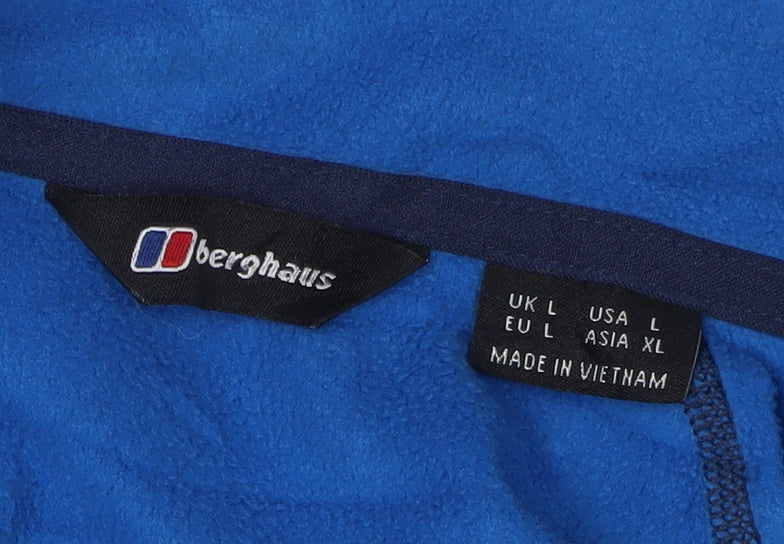 berghaus
UK L USA L
EU L ASIA XL
MADE IN VIETNAM